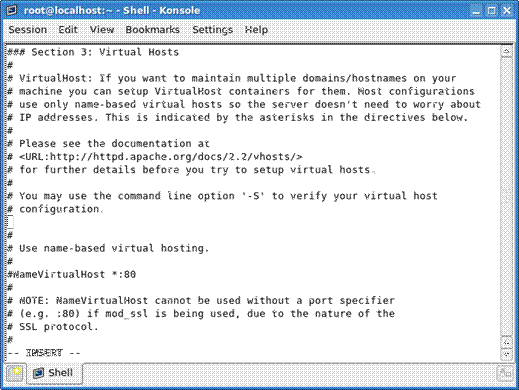 root@localhost:~ - Shell - Konsole
Session Edit View Bookmarks Settings Help
### Section 3: Virtual Hosts
#
# VirtualHost: If you want to maintain multiple domains/hostnames on your
# machine you can setup VirtualHost containers for them. Most configurations
# use only name-based virtual hosts so the server doesn't need to worry about
# IP addresses. This is indicated by the asterisks in the directives below.
#
# Please see the documentation at
# <URL:http://httpd.apache.org/docs/2.2/vhosts/>
# for further details before you try to setup virtual hosts.
#
# You may use the command line option '-S' to verify your virtual host
# configuration.

#
# Use name-based virtual hosting.
#
#NameVirtualHost *:80
#
# NOTE: NameVirtualHost cannot be used without a port specifier
# (e.g. :80) if mod_ssl is being used, due to the nature of the
# SSL protocol.
#
-- INSERT --
Shell